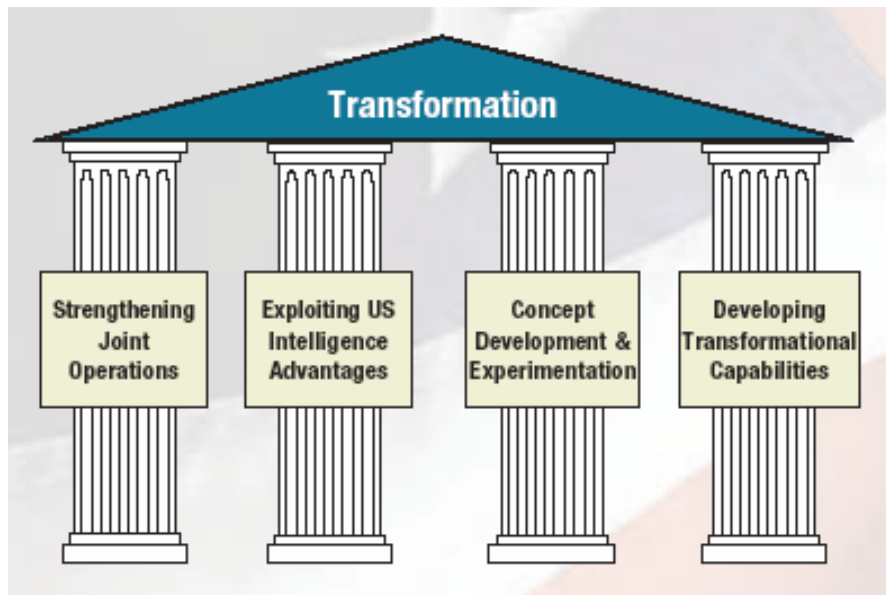 Transformation
Strengthening
Joint
Operations
Exploiting US
Intelligence
Advantages
Concept
Development &
Experimentation
Developing
Transformational
Capabilities